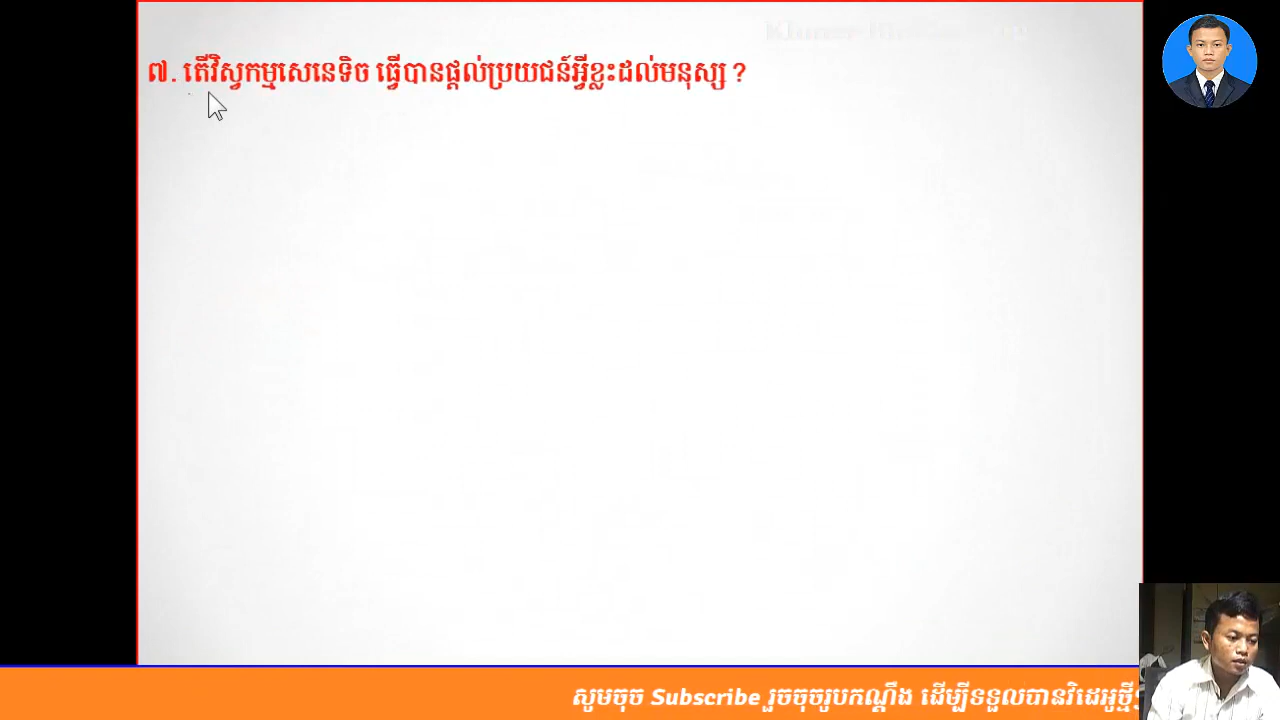 ៧. តើវិស្វកម្មសេនេទិច ធ្វើបានផ្តល់ប្រយជន៍អ្វីខ្លះដល់មនុស្ស ?
សូមចុច Subscribe រួចចុចរូបកណ្តឹង ដើម្បីទទួលបានវិដេអូថ្មី